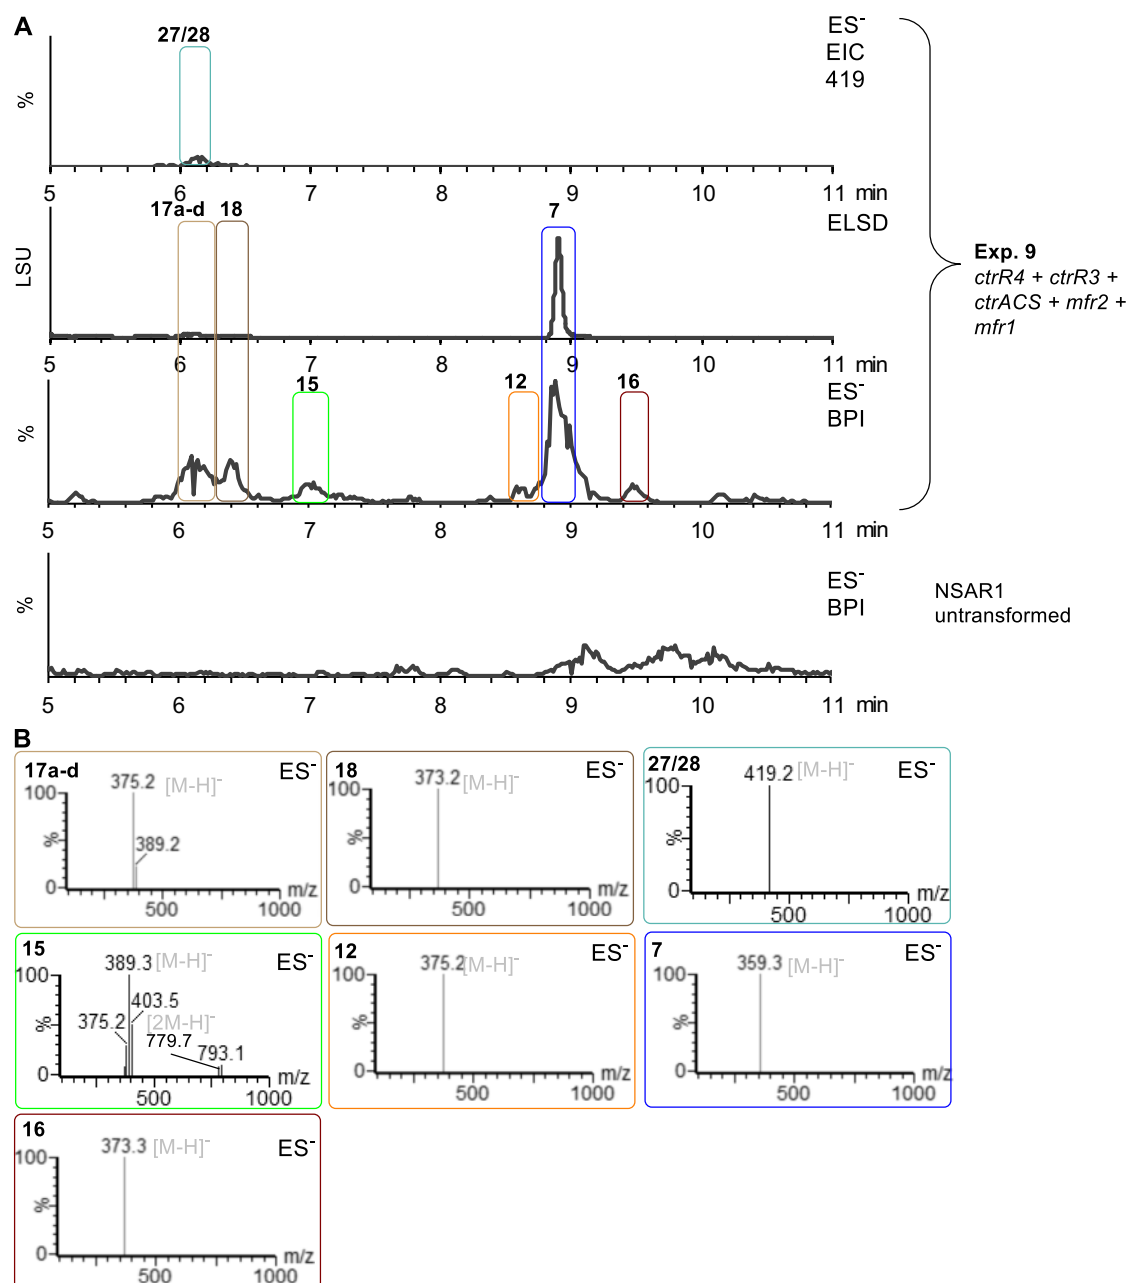 A
27/28
ES-
EIC
419
%
5 6 7 8 9 10 11 min
17a-d 18 7
ELSD
LSU
Exp. 9
ctrR4 + ctrR3 +
ctrACS + mfr2 +
mfr1
5 6 7 8 9 10 11 min
15 12 16
ES-
BPI
%
5 6 7 8 9 10 11 min
ES-
BPI
%
NSAR1
untransformed
5 6 7 8 9 10 11 min
B
17a-d
375.2 [M-H]-
ES-
100
389.2
%
0
500 1000
m/z
18
373.2 [M-H]-
ES-
100
%
0
500 1000
m/z
27/28
419.2 [M-H]-
ES-
100
%
0
500 1000
m/z
15
389.3 [M-H]-
ES-
100
403.5
375.2 [2M-H]-
779.7
793.1
%
0
500 1000
m/z
12
375.2 [M-H]-
ES-
100
%
0
500 1000
m/z
7
359.3 [M-H]-
ES-
100
%
0
500 1000
m/z
16
373.3 [M-H]-
ES-
100
%
0
500 1000
m/z